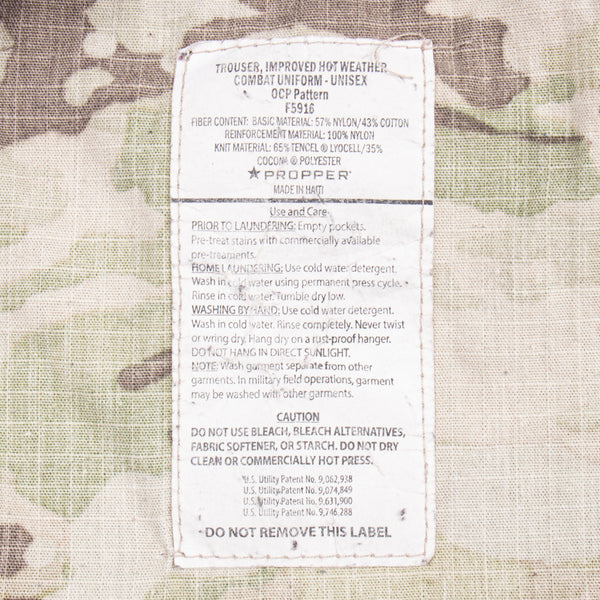 TROUSER, IMPROVED HOT WEATHER
COMBAT UNIFORM - UNISEX
OCP Pattern
F5916
FIBER CONTENT: BASIC MATERIAL: 57% NYLON/43% COTTON
REINFORCEMENT MATERIAL: 100% NYLON
KNIT MATERIAL: 65% TENCEL ® LYOCELL/35%
COCONA ® POLYESTER
★PROPPER®
MADE IN HAITI
Use and Care
PRIOR TO LAUNDERING: Empty pockets.
Pre-treat stains with commercially available
pre-treaments.
HOME LAUNDERING: Use cold water detergent.
Wash in cold water using permanent press cycle.
Rinse in cold water. Tumble dry low.
WASHING BY HAND: Use cold water detergent.
Wash in cold water. Rinse completely. Never twist
or wring dry. Hang dry on a rust-proof hanger.
DO NOT HANG IN DIRECT SUNLIGHT.
NOTE: Wash garment separate from other
garments. In military field operations, garment
may be washed with other garments.
CAUTION
DO NOT USE BLEACH, BLEACH ALTERNATIVES,
FABRIC SOFTENER, OR STARCH. DO NOT DRY
CLEAN OR COMMERCIALLY HOT PRESS.
U.S. Utility Patent No. 9,062,938
U.S. Utility Patent No. 9,074,849
U.S. Utility Patent No. 9,631,900
U.S. Utility Patent No. 9,746,288
DO NOT REMOVE THIS LABEL